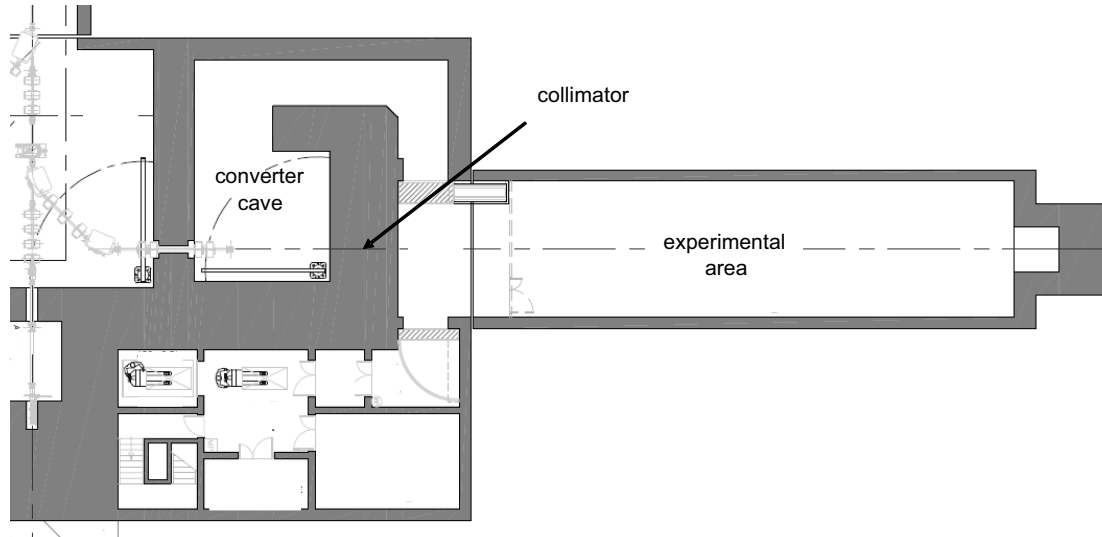 collimator
converter
cave
experimental
area